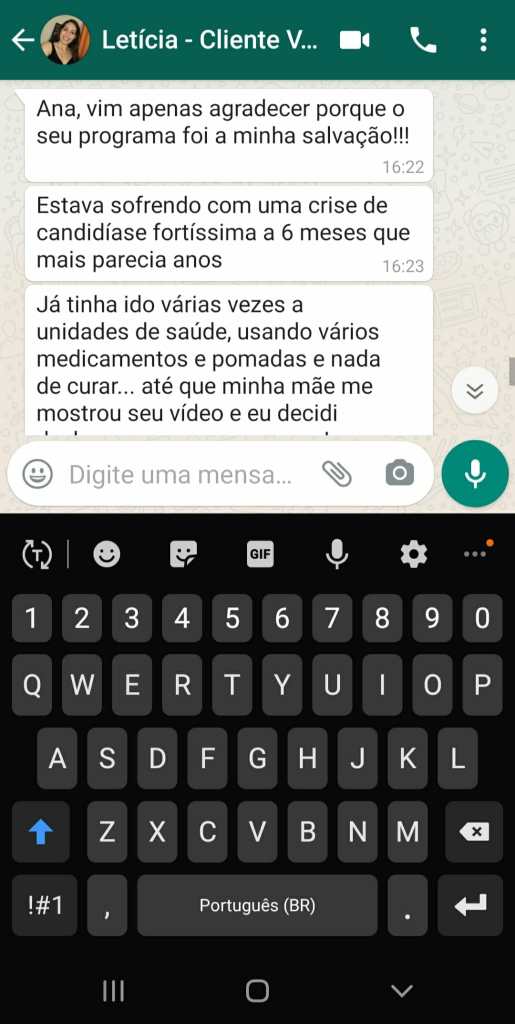 Letícia - Cliente V...
Ana, vim apenas agradecer porque o
seu programa foi a minha salvação!!!
16:22
Estava sofrendo com uma crise de
candidíase fortíssima a 6 meses que
mais parecia anos
16:23
Já tinha ido várias vezes a
unidades de saúde, usando vários
medicamentos e pomadas e nada
de curar... até que minha mãe me
mostrou seu vídeo e eu decidi
Digite uma mensa...
T GIF
1 2 3 4 5 6 7 8 9 0
Q W E R T Y U I O P
A S D F G H J K L
Z X C V B N M
!#1 , Português (BR) .